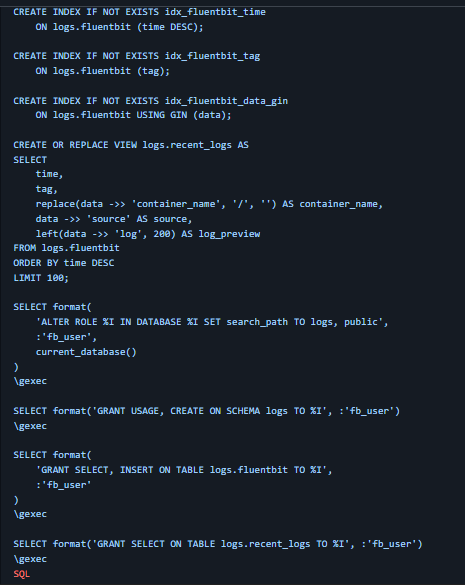 CREATE INDEX IF NOT EXISTS idx_fluentbit_time
    ON logs.fluentbit (time DESC);

CREATE INDEX IF NOT EXISTS idx_fluentbit_tag
    ON logs.fluentbit (tag);

CREATE INDEX IF NOT EXISTS idx_fluentbit_data_gin
    ON logs.fluentbit USING GIN (data);

CREATE OR REPLACE VIEW logs.recent_logs AS
SELECT
    time,
    tag,
    replace(data ->> 'container_name', '/', '') AS container_name,
    data ->> 'source' AS source,
    left(data ->> 'log', 200) AS log_preview
FROM logs.fluentbit
ORDER BY time DESC
LIMIT 100;

SELECT format(
    'ALTER ROLE %I IN DATABASE %I SET search_path TO logs, public',
    :'fb_user',
    current_database()
)
\gexec

SELECT format('GRANT USAGE, CREATE ON SCHEMA logs TO %I', :'fb_user')
\gexec

SELECT format(
    'GRANT SELECT, INSERT ON TABLE logs.fluentbit TO %I',
    :'fb_user'
)
\gexec

SELECT format('GRANT SELECT ON TABLE logs.recent_logs TO %I', :'fb_user')
\gexec
SQL